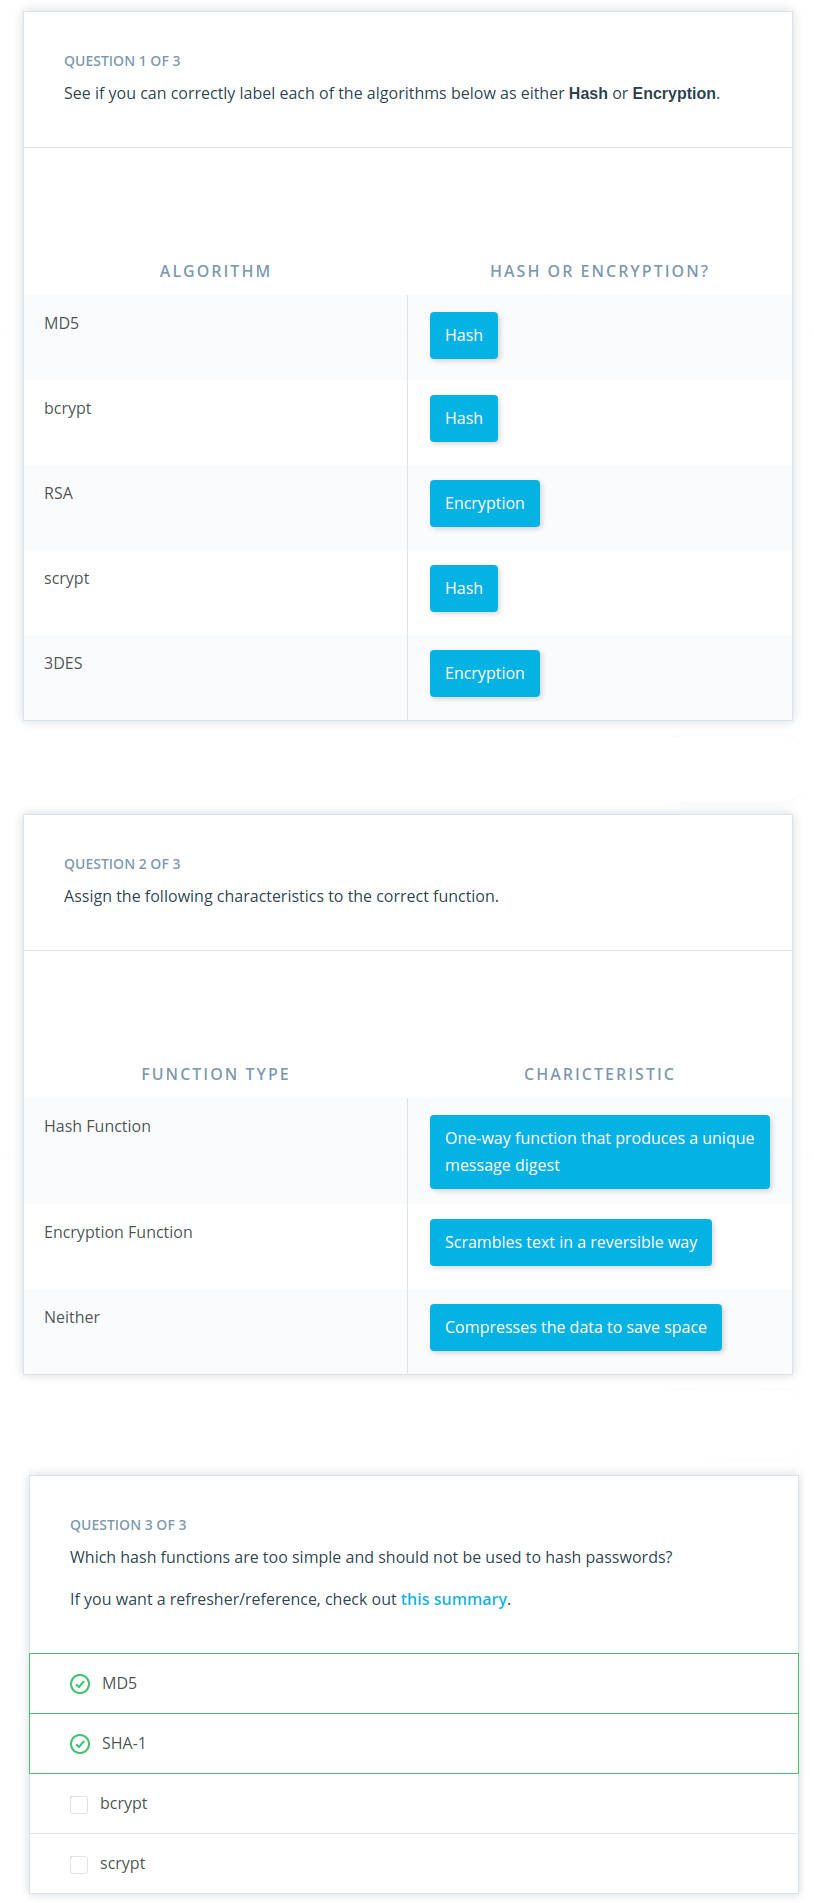 QUESTION 1 OF 3
See if you can correctly label each of the algorithms below as either Hash or Encryption.
ALGORITHM
HASH OR ENCRYPTION?
MD5
Hash
bcrypt
Hash
RSA
Encryption
scrypt
Hash
3DES
Encryption
QUESTION 2 OF 3
Assign the following characteristics to the correct function.
FUNCTION TYPE
CHARICTERISTIC
Hash Function
One-way function that produces a unique
message digest
Encryption Function
Scrambles text in a reversible way
Neither
Compresses the data to save space
QUESTION 3 OF 3
Which hash functions are too simple and should not be used to hash passwords?
If you want a refresher/reference, check out this summary.
MD5
SHA-1
bcrypt
scrypt